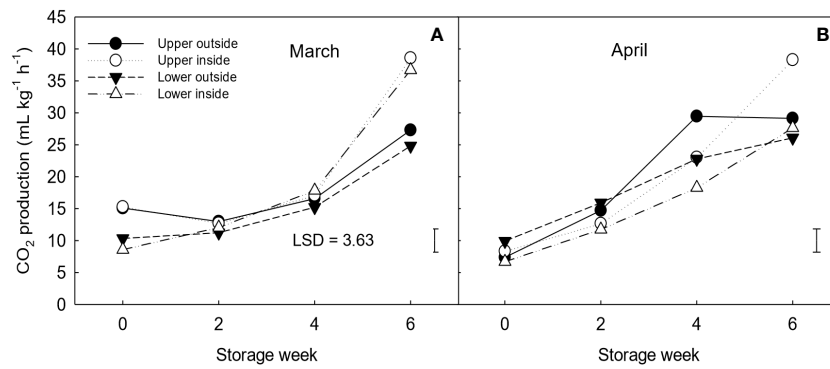 CO2 production (mL kg-1 h-1)
45
40
35
30
25
20
15
10
5
0
Upper outside
Upper inside
Lower outside
Lower inside
March
A
LSD = 3.63
0 2 4 6
Storage week
April
B
0 2 4 6
Storage week